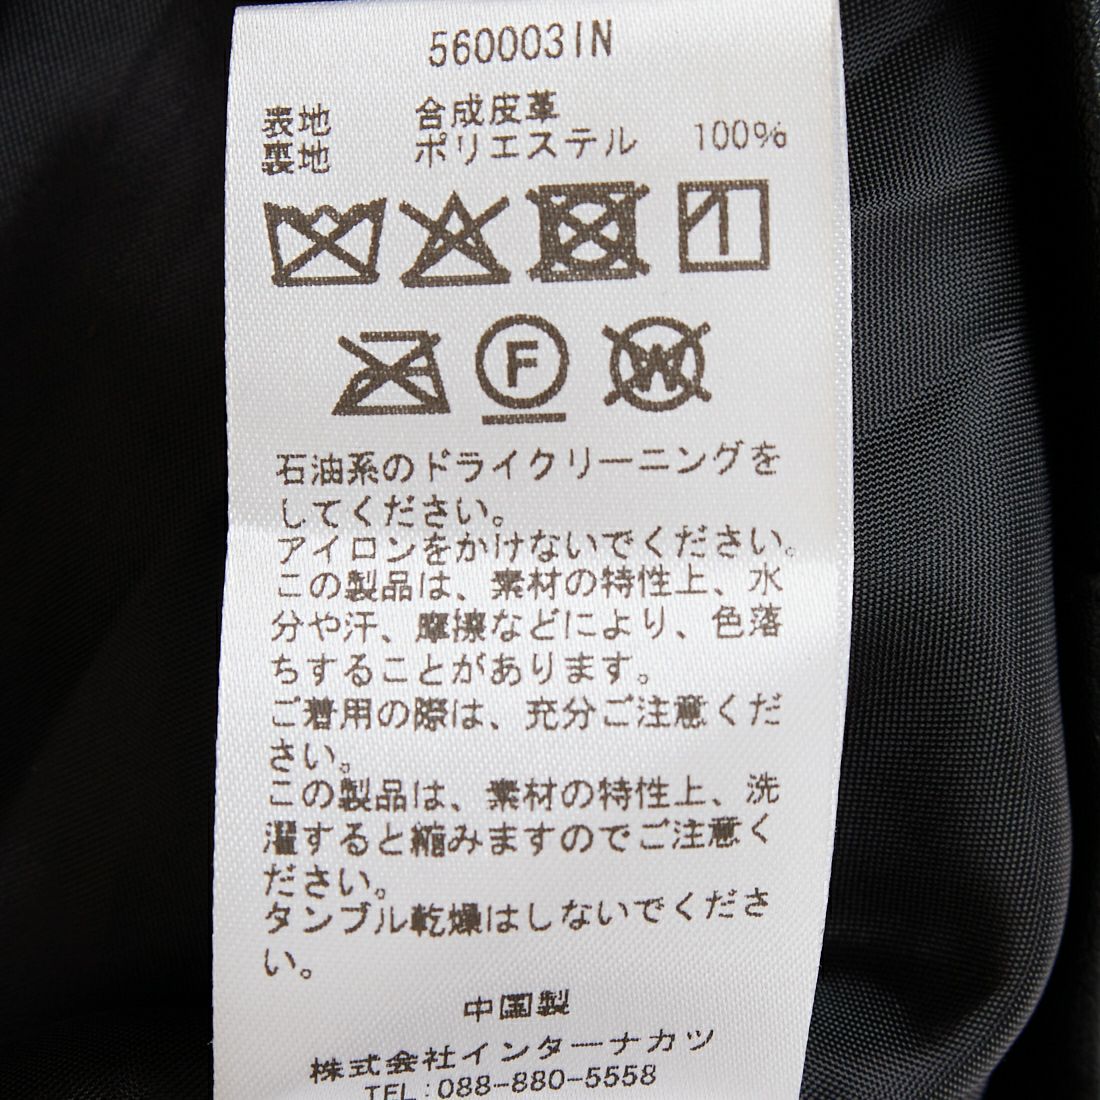 560003IN
表地 合成皮革
裏地 ポリエステル 100%
F W
石油系のドライクリーニングを
してください。
アイロンをかけないでください。
この製品は、素材の特性上、水
分や汗、摩擦などにより、色落
ちすることがあります。
ご着用の際は、充分ご注意くだ
さい。
この製品は、素材の特性上、洗
濯すると縮みますのでご注意く
ださい。
タンブル乾燥はしないでくださ
い。
中国製
株式会社インターナカツ
TEL:088-880-5558